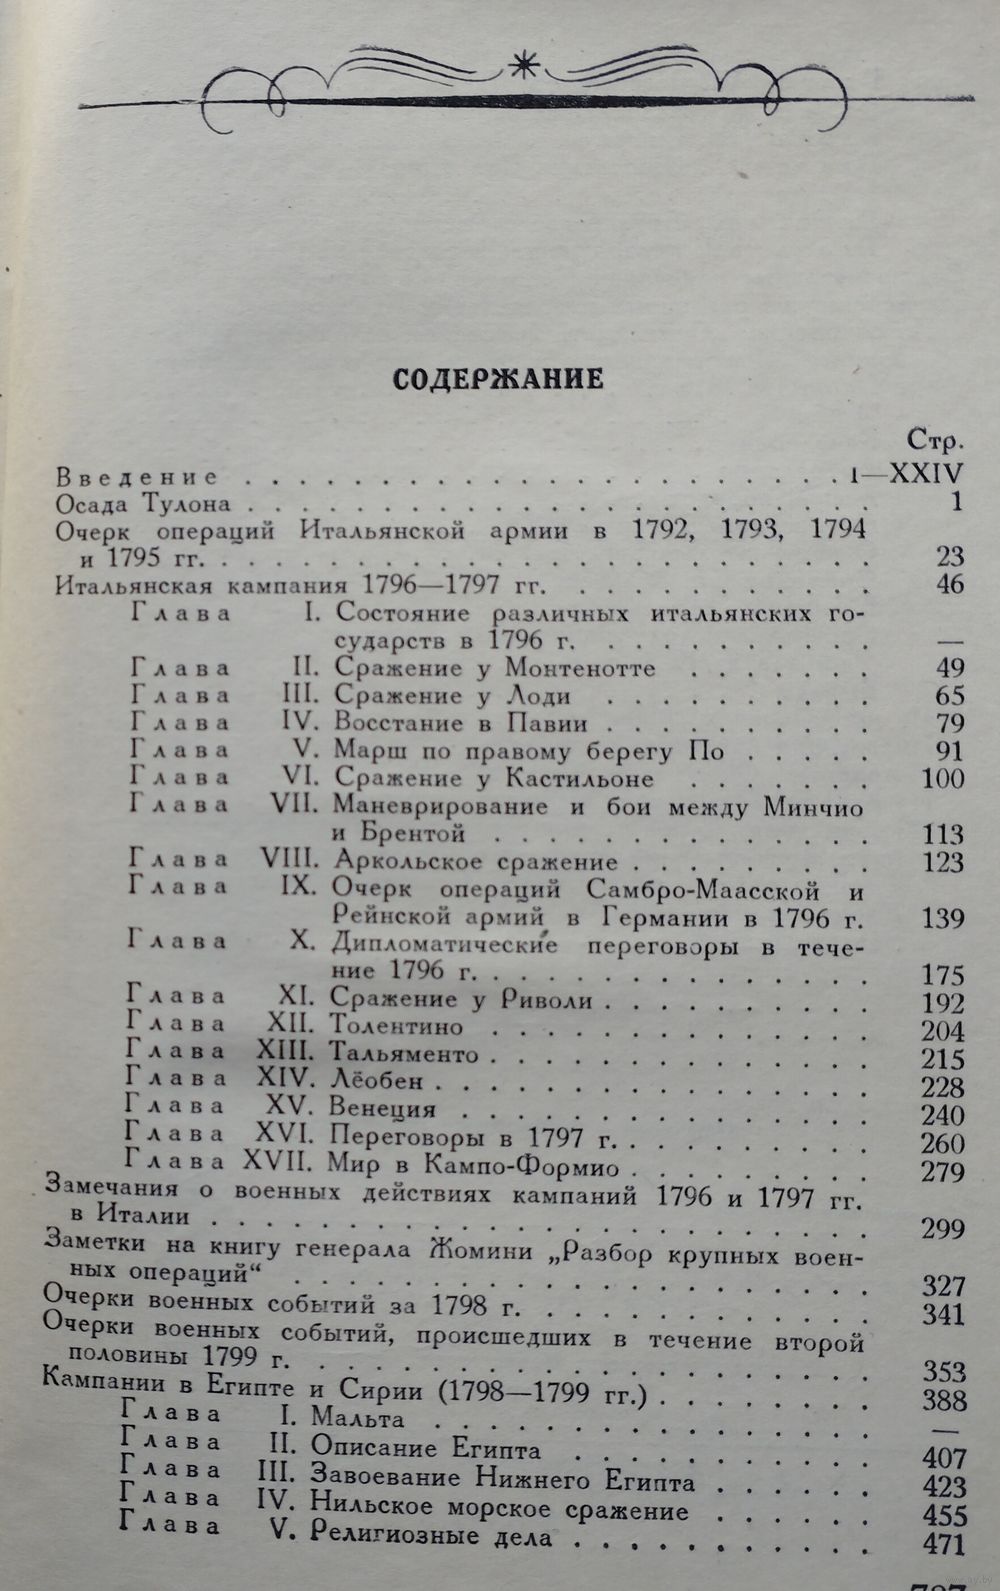 СОДЕРЖАНИЕ
Стр.
Введение . . . . . . . . . . . . . . . . . . . . . . I—XXIV
Осада Тулона . . . . . . . . . . . . . . . . . . . . . . 1
Очерк операций Итальянской армии в 1792, 1793, 1794
и 1795 гг. . . . . . . . . . . . . . . . . . . . . . . . 23
Итальянская кампания 1796—1797 гг. . . . . . . . . . . . 46
Глава I. Состояние различных итальянских го-
сударств в 1796 г. . . . . . . . . . . . —
Глава II. Сражение у Монтенотте . . . . . . . 49
Глава III. Сражение у Лоди . . . . . . . . . . 65
Глава IV. Восстание в Павии . . . . . . . . . . 79
Глава V. Марш по правому берегу По . . . . . 91
Глава VI. Сражение у Кастильоне . . . . . . . 100
Глава VII. Маневрирование и бои между Минчио
и Брентой . . . . . . . . . . . . . . 113
Глава VIII. Аркольское сражение . . . . . . . . . 123
Глава IX. Очерк операций Самбро-Маасской и
Рейнской армий в Германии в 1796 г. 139
Глава X. Дипломатические переговоры в тече-
ние 1796 г. . . . . . . . . . . . . . . 175
Глава XI. Сражение у Риволи . . . . . . . . . . 192
Глава XII. Толентино . . . . . . . . . . . . . . 204
Глава XIII. Тальяменто . . . . . . . . . . . . . . 215
Глава XIV. Лёобен . . . . . . . . . . . . . . . . 228
Глава XV. Венеция . . . . . . . . . . . . . . . 240
Глава XVI. Переговоры в 1797 г. . . . . . . . . . 260
Глава XVII. Мир в Кампо-Формио . . . . . . . . . 279
Замечания о военных действиях кампаний 1796 и 1797 гг.
в Италии . . . . . . . . . . . . . . . . . . . . . . . . 299
Заметки на книгу генерала Жомини „Разбор крупных воен-
ных операций“ . . . . . . . . . . . . . . . . . . . . . 327
Очерки военных событий за 1798 г. . . . . . . . . . . . . 341
Очерки военных событий, происшедших в течение второй
половины 1799 г. . . . . . . . . . . . . . . . . . . . . 353
Кампании в Египте и Сирии (1798—1799 гг.) . . . . . . . . 388
Глава I. Мальта . . . . . . . . . . . . . . . . —
Глава II. Описание Египта . . . . . . . . . . . 407
Глава III. Завоевание Нижнего Египта . . . . . . 423
Глава IV. Нильское морское сражение . . . . . . 455
Глава V. Религиозные дела . . . . . . . . . . . 471